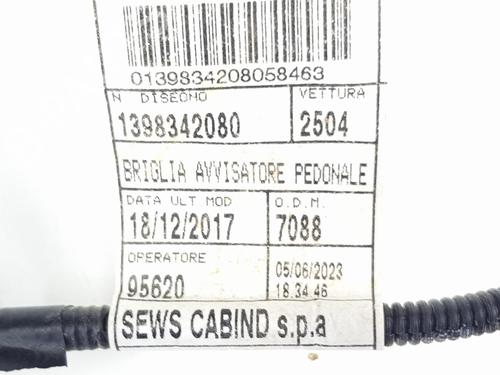 0139834208058463
N DISEGNO VETTURA
1398342080 2504
BRIGLIA AVVISATORE PEDONALE
DATA ULT MOD O.D.M.
18/12/2017 7088
OPERATORE 05/06/2023
95620 18.34.46
SEWS CABIND s.p.a